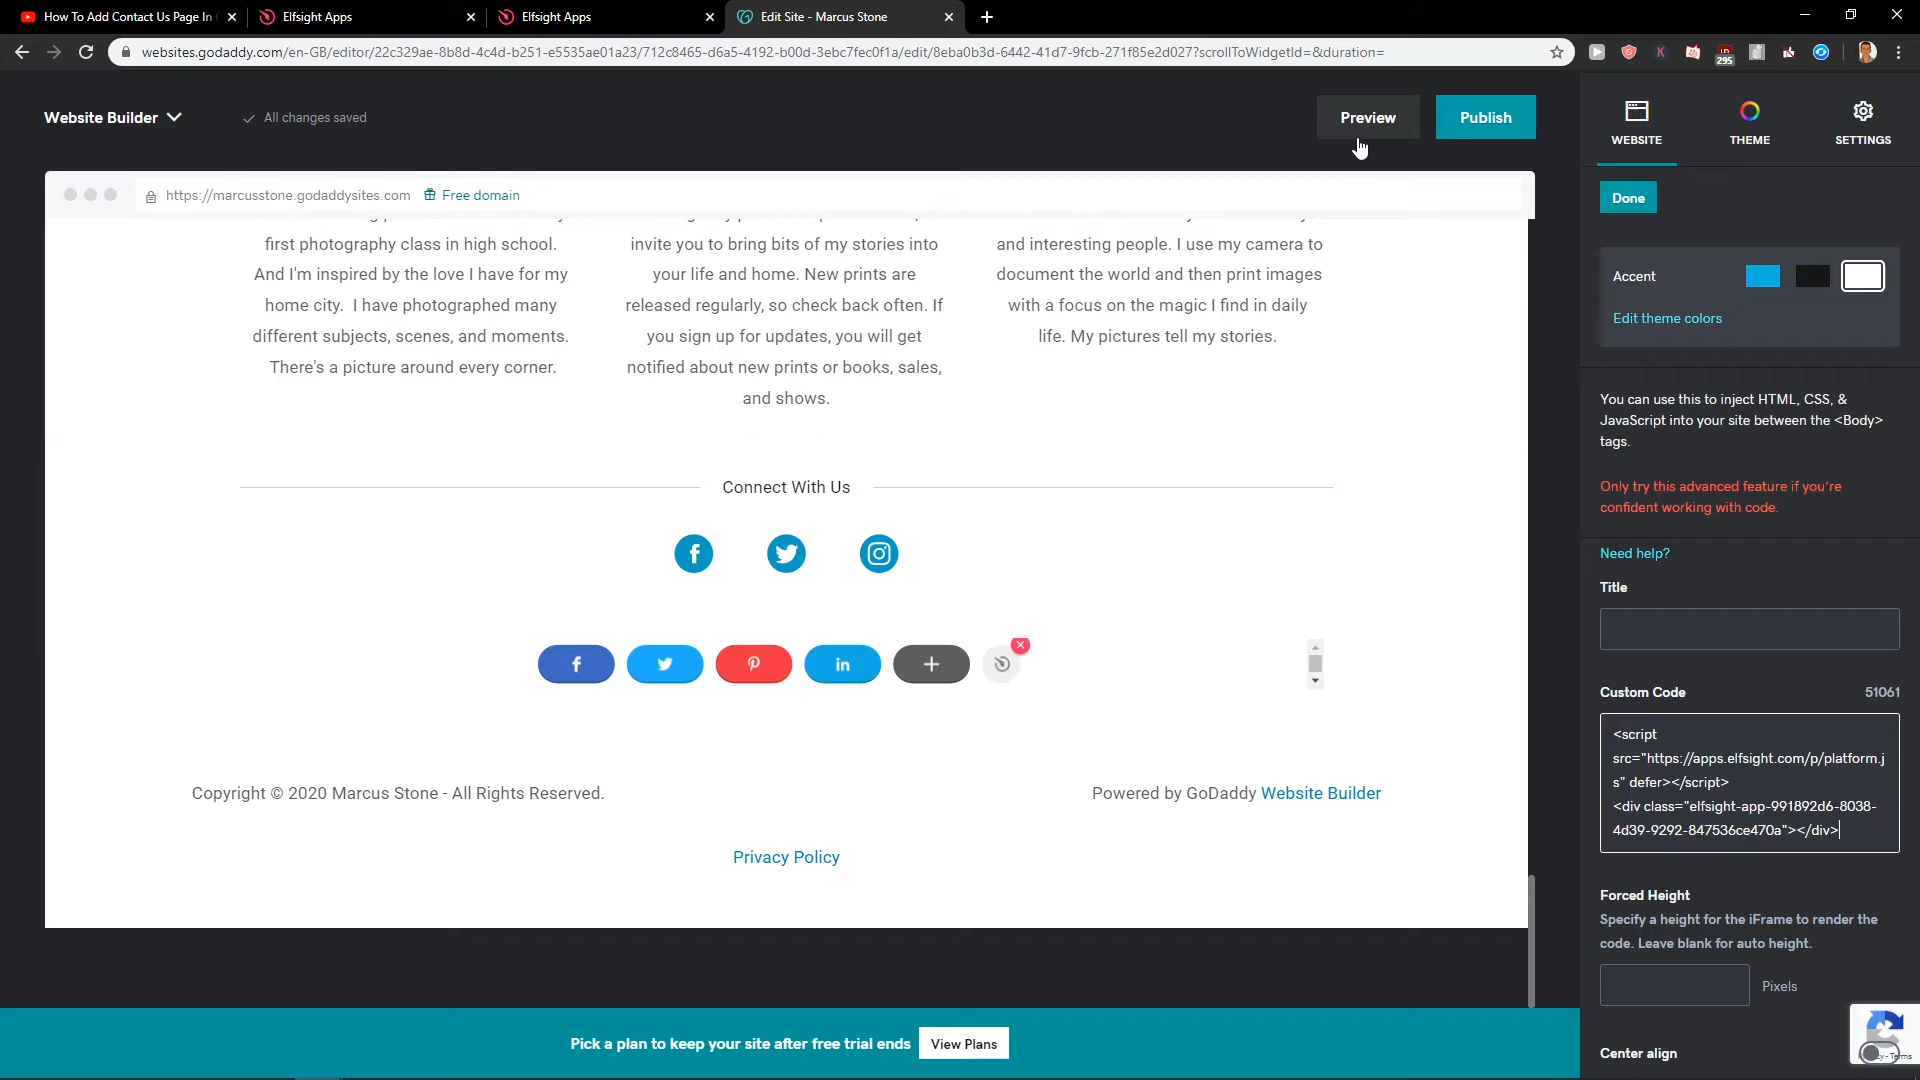 How To Add Contact Us Page In
Elfsight Apps
Elfsight Apps
Edit Site - Marcus Stone
websites.godaddy.com/en-GB/editor/22c329ae-8b8d-4c4d-b251-e5535ae01a23/712c8465-d6a5-4192-b00d-3ebc7fec0f1a/edit/8eba0b3d-6442-41d7-9fcb-271f85e2d027?scrollToWidgetId=&duration=
295
Website Builder
All changes saved
Preview
Publish
WEBSITE
THEME
SETTINGS
https://marcusstone.godaddysites.com
Free domain
first photography class in high school.
And I'm inspired by the love I have for my
home city. I have photographed many
different subjects, scenes, and moments.
There's a picture around every corner.
invite you to bring bits of my stories into
your life and home. New prints are
released regularly, so check back often. If
you sign up for updates, you will get
notified about new prints or books, sales,
and shows.
and interesting people. I use my camera to
document the world and then print images
with a focus on the magic I find in daily
life. My pictures tell my stories.
Connect With Us
Copyright © 2020 Marcus Stone - All Rights Reserved.
Powered by GoDaddy Website Builder
Privacy Policy
Pick a plan to keep your site after free trial ends
View Plans
Done
Accent
Edit theme colors
You can use this to inject HTML, CSS, &
JavaScript into your site between the <Body>
tags.
Only try this advanced feature if you're
confident working with code.
Need help?
Title
Custom Code
51061
<script
src="https://apps.elfsight.com/p/platform.j
s" defer></script>
<div class="elfsight-app-991892d6-8038-
4d39-9292-847536ce470a"></div>
Forced Height
Specify a height for the iFrame to render the
code. Leave blank for auto height.
Pixels
Center align
Terms